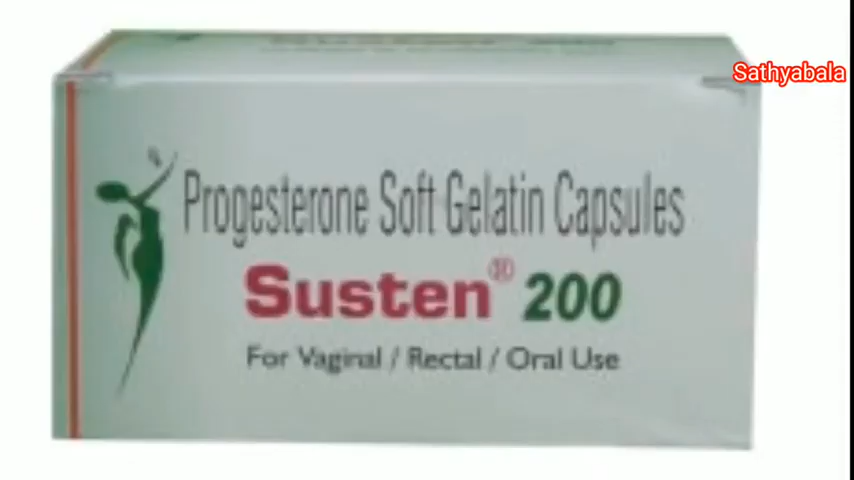 Sathyabala
Progesterone Soft Gelatin Capsules
Susten® 200
For Vaginal / Rectal / Oral Use